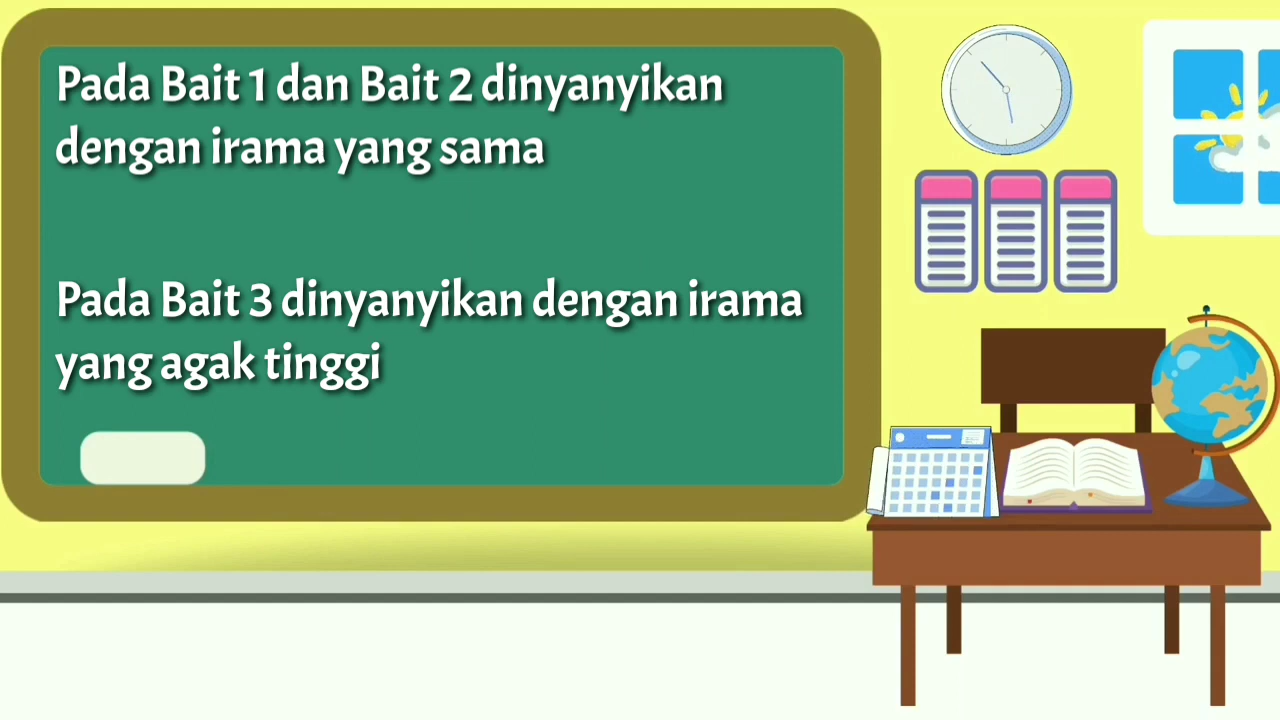 Pada Bait 1 dan Bait 2 dinyanyikan
dengan irama yang sama
Pada Bait 3 dinyanyikan dengan irama
yang agak tinggi